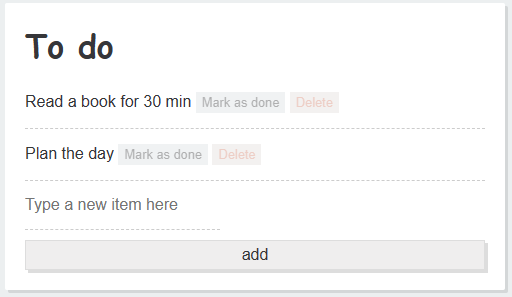 To do
Read a book for 30 min Mark as done Delete
Plan the day Mark as done Delete
Type a new item here
add